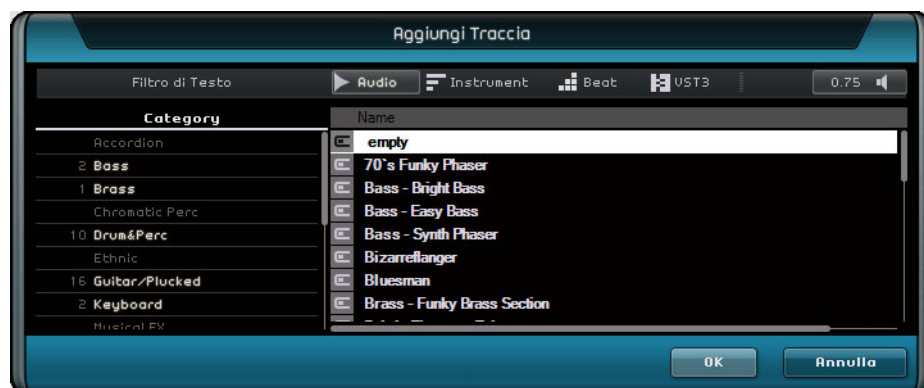 Aggiungi Traccia
Filtro di Testo Audio Instrument Beat VST3 0.75
Category
Accordion
2 Bass
1 Brass
Chromatic Perc
10 Drum&Perc
Ethnic
16 Guitar/Plucked
2 Keyboard
Musical FX
Name
empty
70`s Funky Phaser
Bass - Bright Bass
Bass - Easy Bass
Bass - Synth Phaser
Bizarreflanger
Bluesman
Brass - Funky Brass Section
OK Annulla